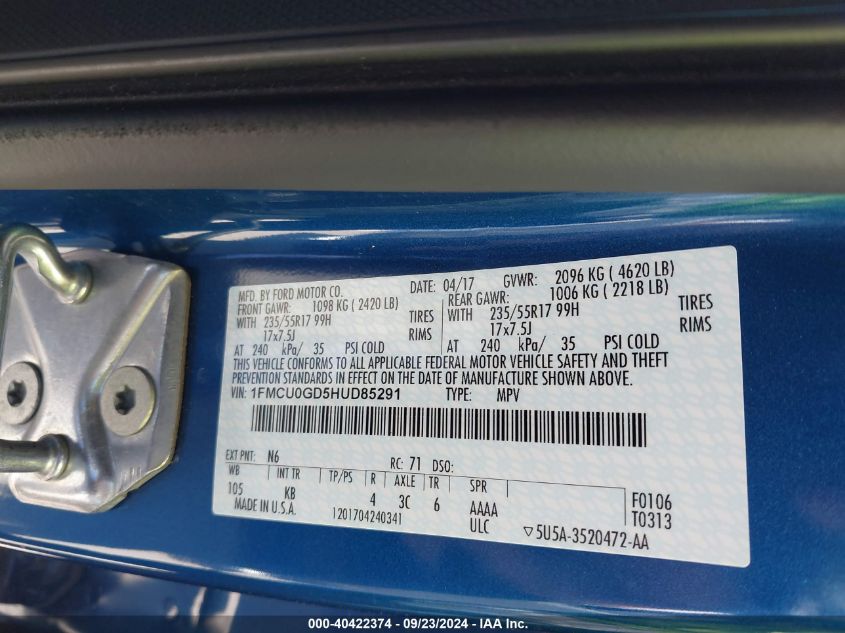 MFD. BY FORD MOTOR CO. DATE: 04/17 GVWR: 2096 KG ( 4620 LB)
FRONT GAWR: 1098 KG ( 2420 LB) REAR GAWR: 1006 KG ( 2218 LB)
WITH 235/55R17 99H TIRES WITH 235/55R17 99H TIRES
17x7.5J RIMS 17x7.5J RIMS
AT 240 kPa/ 35 PSI COLD AT 240 kPa/ 35 PSI COLD
THIS VEHICLE CONFORMS TO ALL APPLICABLE FEDERAL MOTOR VEHICLE SAFETY AND THEFT
PREVENTION STANDARDS IN EFFECT ON THE DATE OF MANUFACTURE SHOWN ABOVE.
VIN: 1FMCU0GD5HUD85291 TYPE: MPV
EXT PNT: N6 RC: 71 DSO:
WB INT TR TP/PS R AXLE TR SPR
105 KB 4 3C 6 AAAA F0106
MADE IN U.S.A. 1201704240341 ULC T0313
▽5U5A-3520472-AA
000-40422374 - 09/23/2024 - IAA Inc.